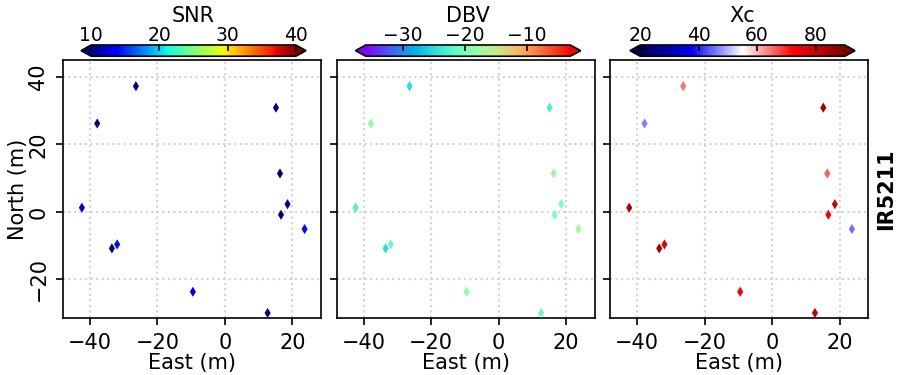 SNR DBV Xc
10 20 30 40 −30 −20 −10 20 40 60 80
40
20
0
−20
North (m)
IR5211
−40 −20 0 20 −40 −20 0 20 −40 −20 0 20
East (m) East (m) East (m)